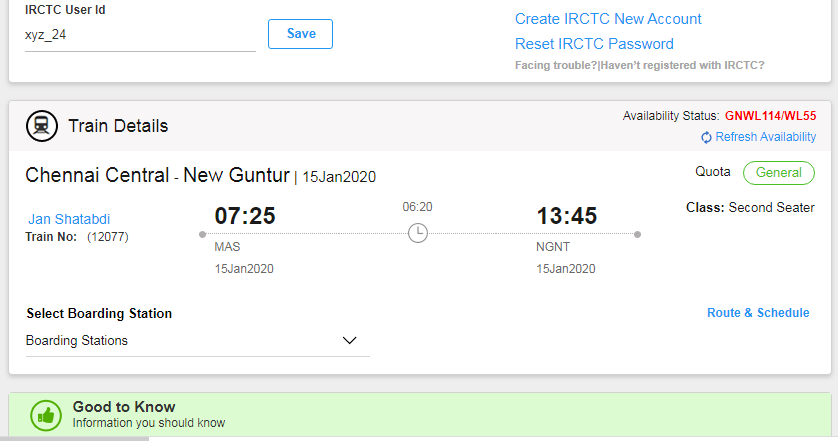 IRCTC User Id
xyz_24
Save
Create IRCTC New Account
Reset IRCTC Password
Facing trouble?|Haven't registered with IRCTC?
Train Details
Availability Status: GNWL114/WL55
Refresh Availability
Chennai Central - New Guntur | 15Jan2020
Quota General
Jan Shatabdi
Train No: (12077)
07:25
06:20
13:45
Class: Second Seater
MAS
NGNT
15Jan2020
15Jan2020
Select Boarding Station
Route & Schedule
Boarding Stations
Good to Know
Information you should know